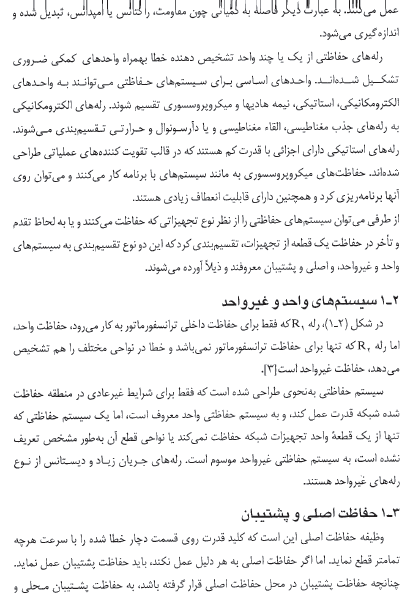 عمل می‌کنند. به عبارت دیگر فاصله به کمیاتی چون مقاومت، راکتانس یا امپدانس، تبدیل شده و
اندازه‌گیری می‌شود.
رله‌های حفاظتی از یک یا چند واحد تشخیص دهنده خطا بهمراه واحدهای کمکی ضروری
تشکیل شده‌اند. واحدهای اساسی برای سیستم‌های حفاظتی می‌توانند به واحدهای
الکترومکانیکی، استاتیکی، نیمه هادیها و میکروپروسسوری تقسیم شوند. رله‌های الکترومکانیکی
به رله‌های جذب مغناطیسی، القاء مغناطیسی و یا دآرسونوال و حرارتی تقسیم‌بندی می‌شوند.
رله‌های استاتیکی دارای اجزائی با قدرت کم هستند که در قالب تقویت کننده‌های عملیاتی طراحی
شده‌اند. حفاظت‌های میکروپروسسوری به مانند سیستم‌های با برنامه کار می‌کنند و می‌توان روی
آنها برنامه‌ریزی کرد و همچنین دارای قابلیت انعطاف زیادی هستند.
از طرفی می‌توان سیستم‌های حفاظتی را از نظر نوع تجهیزاتی که حفاظت می‌کنند و یا به لحاظ تقدم
و تأخر در حفاظت یک قطعه از تجهیزات، تقسیم‌بندی کرد که این دو نوع تقسیم‌بندی به سیستم‌های
واحد و غیرواحد، و اصلی و پشتیبان معروفند و ذیلاً آورده می‌شوند.
۱-۲ سیستم‌های واحد و غیرواحد
در شکل (۱-۲)، رله R₁ که فقط برای حفاظت داخلی ترانسفورماتور به کار می‌رود، حفاظت واحد،
اما رله R₂ که تنها برای حفاظت ترانسفورماتور نمی‌باشد و خطا در نواحی مختلف را هم تشخیص
می‌دهد، حفاظت غیرواحد است[۳].
سیستم حفاظتی به‌نحوی طراحی شده است که فقط برای شرایط غیرعادی در منطقه حفاظت
شده شبکه قدرت عمل کند، و به سیستم حفاظتی واحد معروف است، اما یک سیستم حفاظتی که
تنها از یک قطعهٔ واحد تجهیزات شبکه حفاظت نمی‌کند یا نواحی قطع آن به‌طور مشخص تعریف
نشده است، به سیستم حفاظتی غیرواحد موسوم است. رله‌های جریان زیاد و دیستانس از نوع
رله‌های غیرواحد هستند.
۱-۳ حفاظت اصلی و پشتیبان
وظیفه حفاظت اصلی این است که کلید قدرت روی قسمت دچار خطا شده را با سرعت هرچه
تمامتر قطع نماید. اما اگر حفاظت اصلی به هر دلیل عمل نکند، باید حفاظت پشتیبان عمل نماید.
چنانچه حفاظت پشتیبان در محل حفاظت اصلی قرار گرفته باشد، به حفاظت پشتیبان محلی و